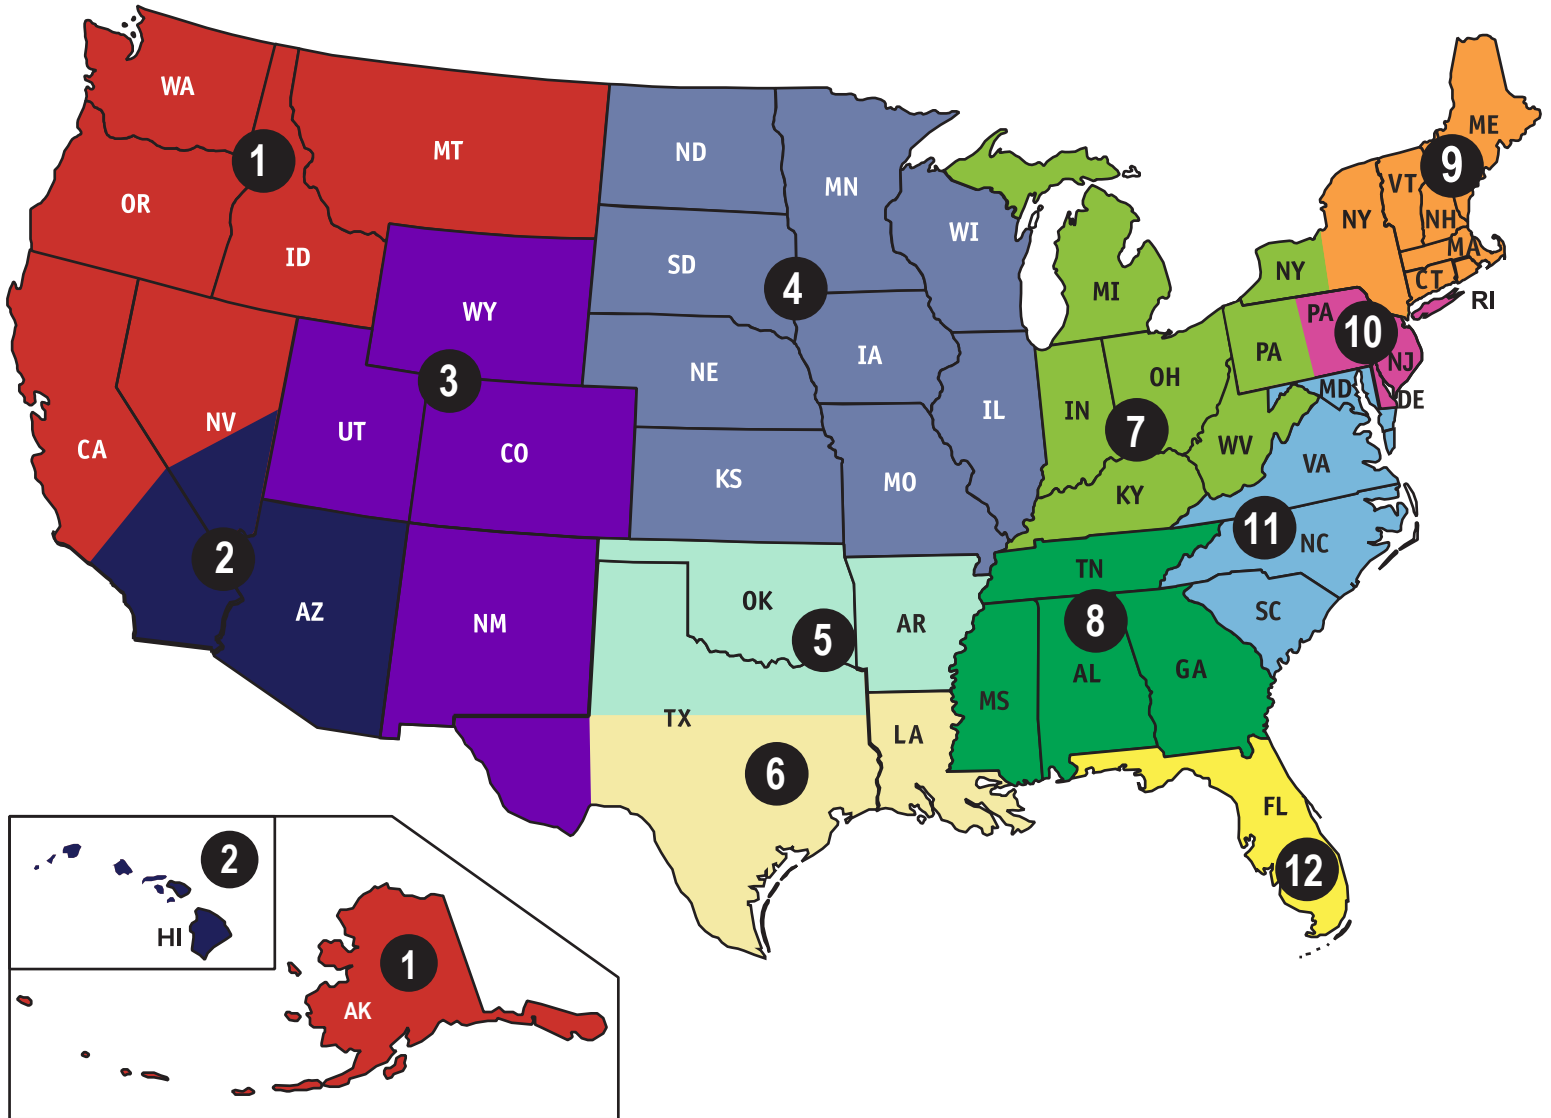 WA
1
MT
OR
ID
ND
MN
WI
SD
4
WY
3
NE
IA
IL
UT
CO
KS
MO
NV
CA
2
AZ
NM
OK
5
AR
TX
6
LA
MI
OH
IN
7
KY
WV
PA
NY
NY
VT
9
ME
NH
MA
CT
RI
PA
10
NJ
MD
DE
VA
11
NC
SC
TN
8
MS
AL
GA
FL
12
2
HI
1
AK